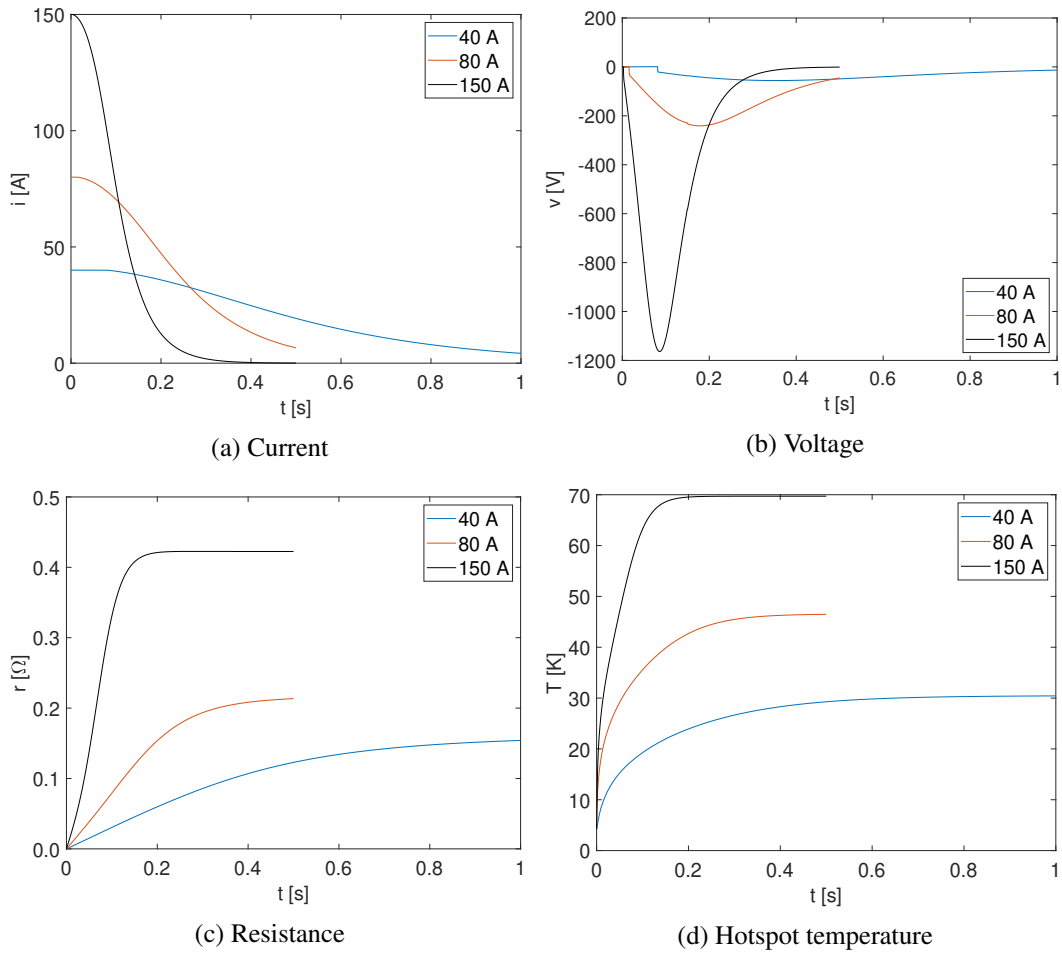 150
100
50
0
i [A]
0
0.2
0.4
0.6
0.8
1
t [s]
40 A
80 A
150 A
(a) Current
200
0
-200
-400
-600
-800
-1000
-1200
v [V]
0
0.2
0.4
0.6
0.8
1
t [s]
40 A
80 A
150 A
(b) Voltage
0.5
0.4
0.3
0.2
0.1
0.0
r [Ω]
0
0.2
0.4
0.6
0.8
1
t [s]
40 A
80 A
150 A
(c) Resistance
70
60
50
40
30
20
10
0
T [K]
0
0.2
0.4
0.6
0.8
1
t [s]
40 A
80 A
150 A
(d) Hotspot temperature